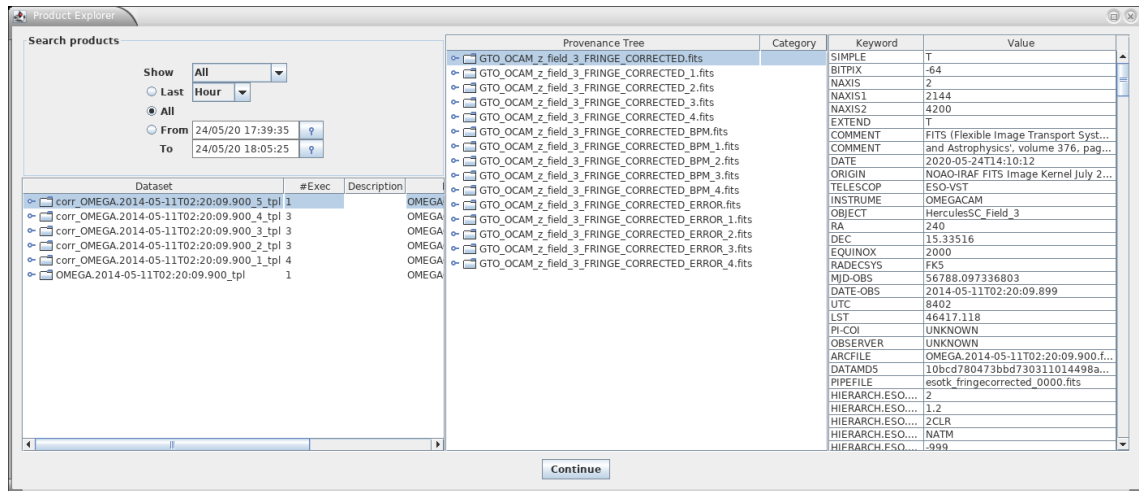 Product Explorer
Search products
Show All
Last Hour
All
From 24/05/20 17:39:35
To 24/05/20 18:05:25
Dataset #Exec Description
corr_OMEGA.2014-05-11T02:20:09.900_5_tpl 1 OMEGA
corr_OMEGA.2014-05-11T02:20:09.900_4_tpl 3 OMEGA
corr_OMEGA.2014-05-11T02:20:09.900_3_tpl 3 OMEGA
corr_OMEGA.2014-05-11T02:20:09.900_2_tpl 3 OMEGA
corr_OMEGA.2014-05-11T02:20:09.900_1_tpl 4 OMEGA
OMEGA.2014-05-11T02:20:09.900_tpl 1 OMEGA
Provenance Tree Category
GTO_OCAM_z_field_3_FRINGE_CORRECTED.fits
GTO_OCAM_z_field_3_FRINGE_CORRECTED_1.fits
GTO_OCAM_z_field_3_FRINGE_CORRECTED_2.fits
GTO_OCAM_z_field_3_FRINGE_CORRECTED_3.fits
GTO_OCAM_z_field_3_FRINGE_CORRECTED_4.fits
GTO_OCAM_z_field_3_FRINGE_CORRECTED_BPM.fits
GTO_OCAM_z_field_3_FRINGE_CORRECTED_BPM_1.fits
GTO_OCAM_z_field_3_FRINGE_CORRECTED_BPM_2.fits
GTO_OCAM_z_field_3_FRINGE_CORRECTED_BPM_3.fits
GTO_OCAM_z_field_3_FRINGE_CORRECTED_BPM_4.fits
GTO_OCAM_z_field_3_FRINGE_CORRECTED_ERROR.fits
GTO_OCAM_z_field_3_FRINGE_CORRECTED_ERROR_1.fits
GTO_OCAM_z_field_3_FRINGE_CORRECTED_ERROR_2.fits
GTO_OCAM_z_field_3_FRINGE_CORRECTED_ERROR_3.fits
GTO_OCAM_z_field_3_FRINGE_CORRECTED_ERROR_4.fits
Keyword Value
SIMPLE T
BITPIX -64
NAXIS 2
NAXIS1 2144
NAXIS2 4200
EXTEND T
COMMENT FITS (Flexible Image Transport Syst...
COMMENT and Astrophysics', volume 376, pag...
DATE 2020-05-24T14:10:12
ORIGIN NOAO-IRAF FITS Image Kernel July 2...
TELESCOP ESO-VST
INSTRUME OMEGACAM
OBJECT HerculesSC_Field_3
RA 240
DEC 15.33516
EQUINOX 2000
RADECSYS FK5
MJD-OBS 56788.097336803
DATE-OBS 2014-05-11T02:20:09.899
UTC 8402
LST 46417.118
PI-COI UNKNOWN
OBSERVER UNKNOWN
ARCFILE OMEGA.2014-05-11T02:20:09.900.f...
DATAMD5 10bcd780473bbd730311014498a...
PIPEFILE esotk_fringecorrected_0000.fits
HIERARCH.ESO.... 2
HIERARCH.ESO.... 1.2
HIERARCH.ESO.... 2CLR
HIERARCH.ESO.... NATM
HIERARCH.ESO.... -999
Continue